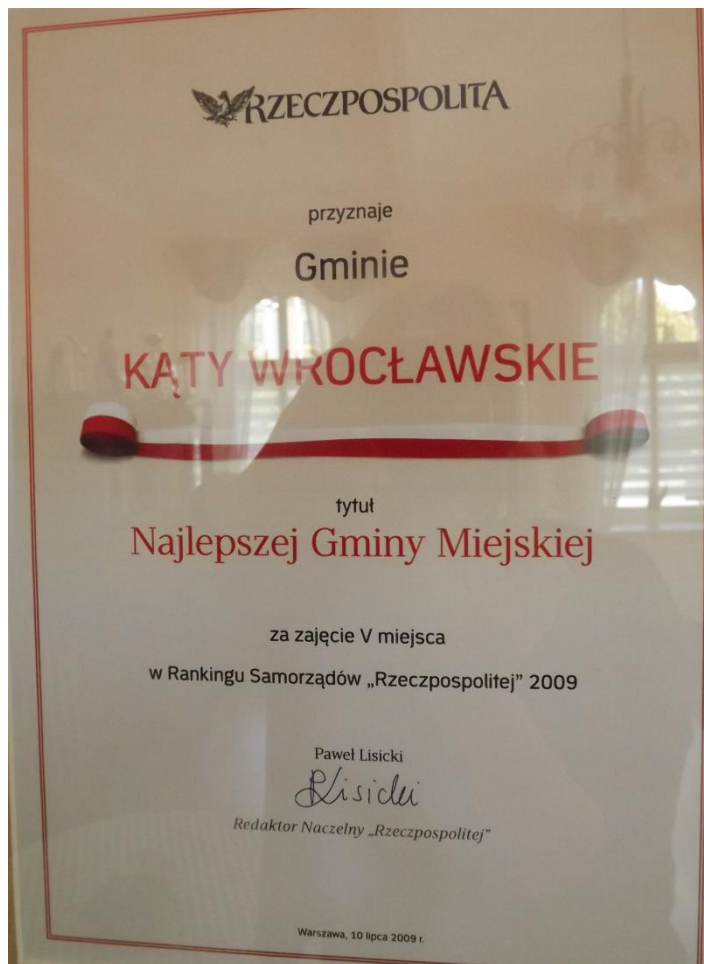 RZECZPOSPOLITA
przyznaje
Gminie
KĄTY WROCŁAWSKIE
tytuł
Najlepszej Gminy Miejskiej
za zajęcie V miejsca
w Rankingu Samorządów „Rzeczpospolitej” 2009
Paweł Lisicki
PLisicki
Redaktor Naczelny „Rzeczpospolitej”
Warszawa, 10 lipca 2009 r.